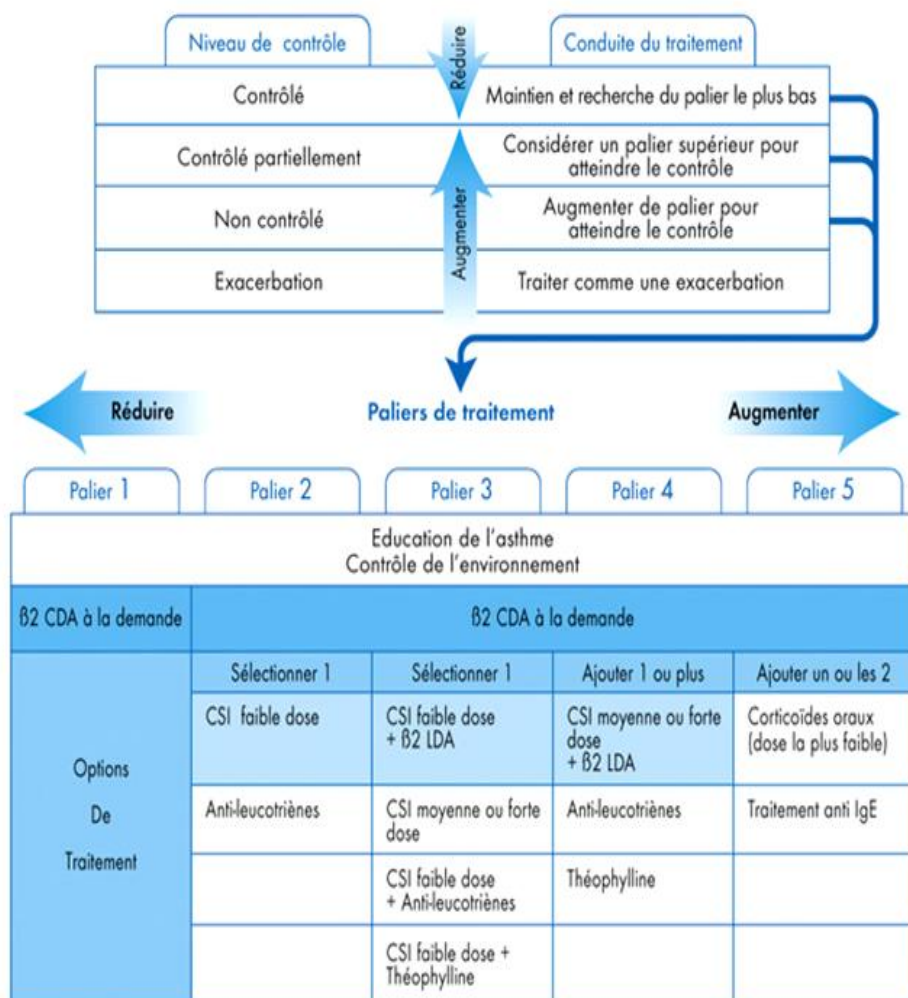 Niveau de contrôle
Réduire
Conduite du traitement
Contrôlé
Maintien et recherche du palier le plus bas
Contrôlé partiellement
Considérer un palier supérieur pour
atteindre le contrôle
Augmenter
Non contrôlé
Augmenter de palier pour
atteindre le contrôle
Exacerbation
Traiter comme une exacerbation
Réduire
Paliers de traitement
Augmenter
Palier 1
Palier 2
Palier 3
Palier 4
Palier 5
Education de l'asthme
Contrôle de l'environnement
β2 CDA à la demande
β2 CDA à la demande
Options
De
Traitement
Sélectionner 1
Sélectionner 1
Ajouter 1 ou plus
Ajouter un ou les 2
CSI faible dose
CSI faible dose
+ β2 LDA
CSI moyenne ou forte
dose
+ β2 LDA
Corticoïdes oraux
(dose la plus faible)
Anti-leucotriènes
CSI moyenne ou forte
dose
Anti-leucotriènes
Traitement anti IgE
CSI faible dose
+ Anti-leucotriènes
Théophylline
CSI faible dose +
Théophylline